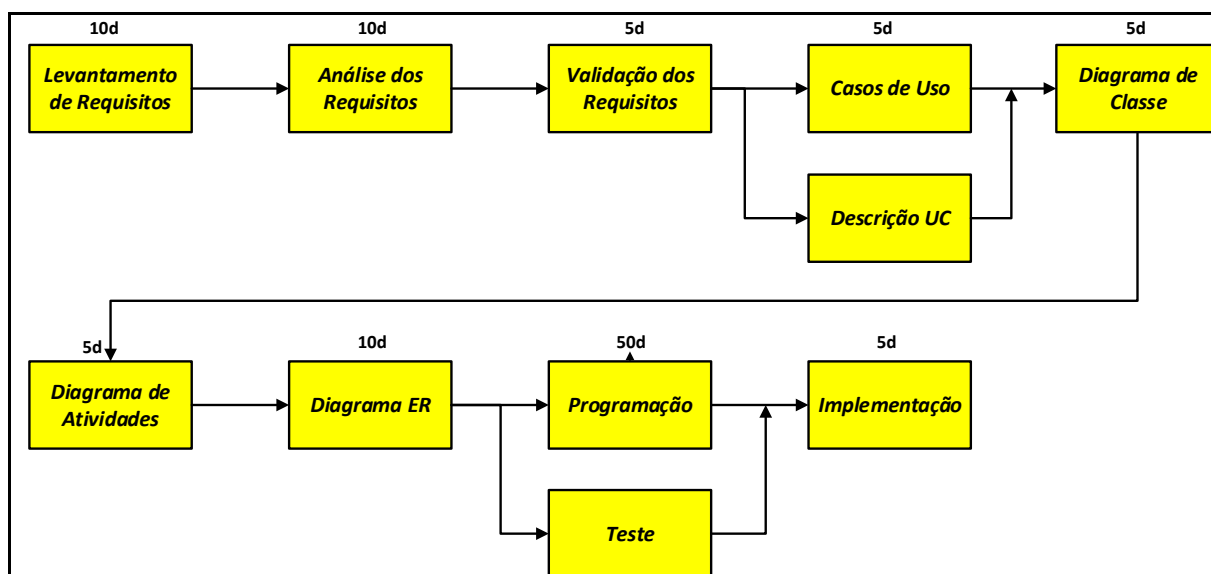 10d
10d
5d
5d
5d
Levantamento
de Requisitos
Análise dos
Requisitos
Validação dos
Requisitos
Casos de Uso
Diagrama de
Classe
Descrição UC
5d
10d
50d
5d
Diagrama de
Atividades
Diagrama ER
Programação
Implementação
Teste